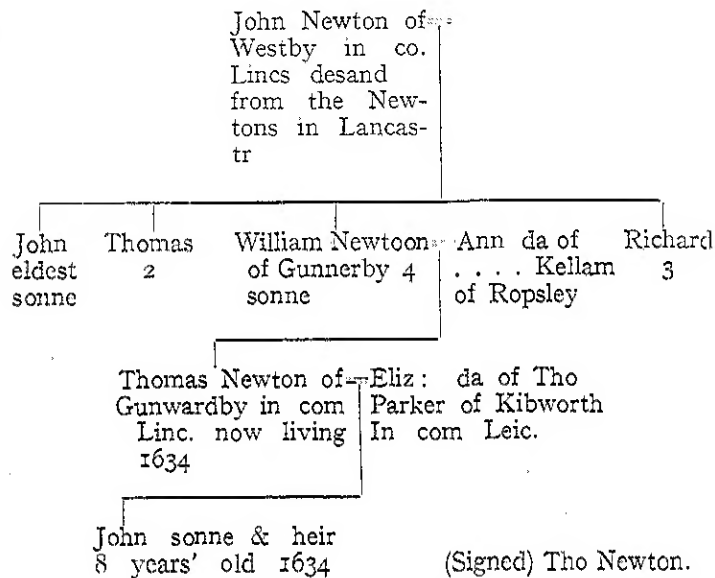 John Newton of
Westby in co.
Lincs desand
from the New-
tons in Lancas-
tr
John
eldest
sonne
Thomas
2
William Newtoon
of Gunnerby 4
sonne
Ann da of
. . . . Kellam
of Ropsley
Richard
3
Thomas Newton of
Gunwardby in com
Linc. now living
1634
Eliz : da of Tho
Parker of Kibworth
In com Leic.
John sonne & heir
8 years' old 1634
(Signed) Tho Newton.